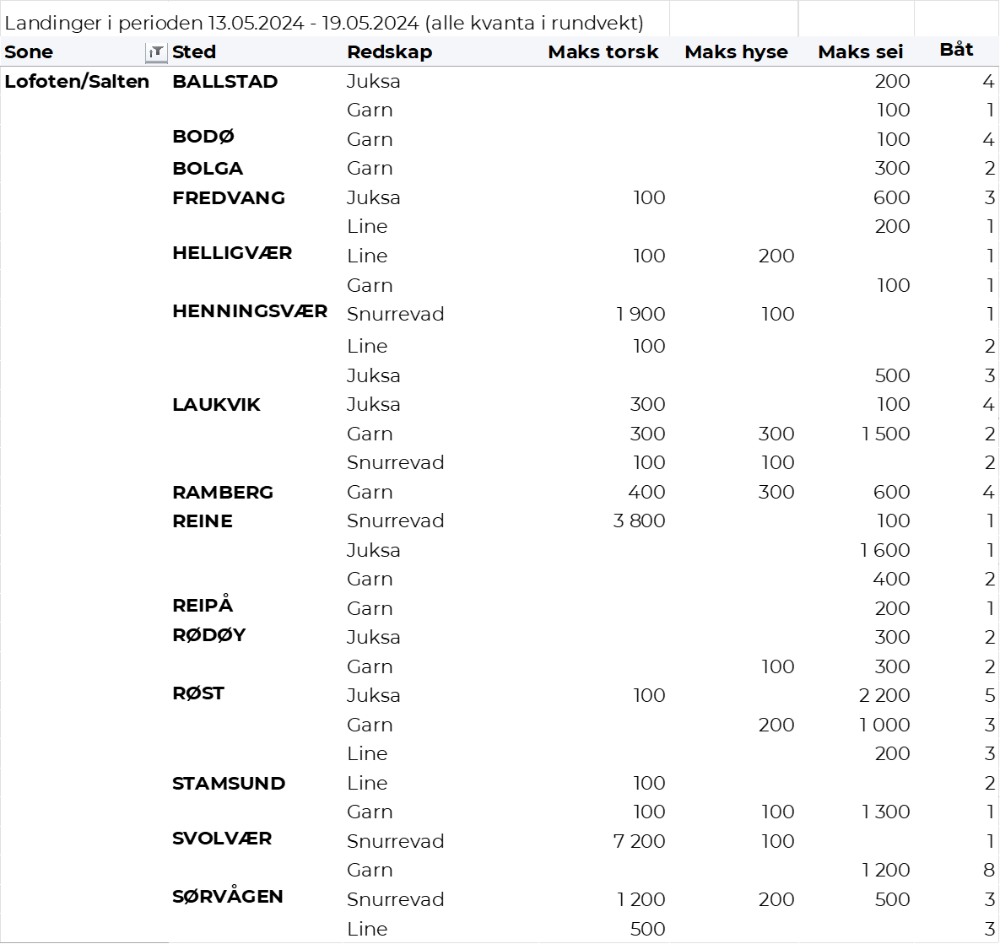 Landinger i perioden 13.05.2024 - 19.05.2024 (alle kvanta i rundvekt)
Sone Sted Redskap Maks torsk Maks hyse Maks sei Båt
Lofoten/Salten BALLSTAD Juksa 200 4
Garn 100 1
BODØ Garn 100 4
BOLGA Garn 300 2
FREDVANG Juksa 100 600 3
Line 200 1
HELLIGVÆR Line 100 200 1
Garn 100 1
HENNINGSVÆR Snurrevad 1 900 100 1
Line 100 2
Juksa 500 3
LAUKVIK Juksa 300 100 4
Garn 300 300 1 500 2
Snurrevad 100 100 2
RAMBERG Garn 400 300 600 4
REINE Snurrevad 3 800 100 1
Juksa 1 600 1
Garn 400 2
REIPÅ Garn 200 1
RØDØY Juksa 300 2
Garn 100 300 2
RØST Juksa 100 2 200 5
Garn 200 1 000 3
Line 200 3
STAMSUND Line 100 2
Garn 100 100 1 300 1
SVOLVÆR Snurrevad 7 200 100 1
Garn 1 200 8
SØRVÅGEN Snurrevad 1 200 200 500 3
Line 500 3